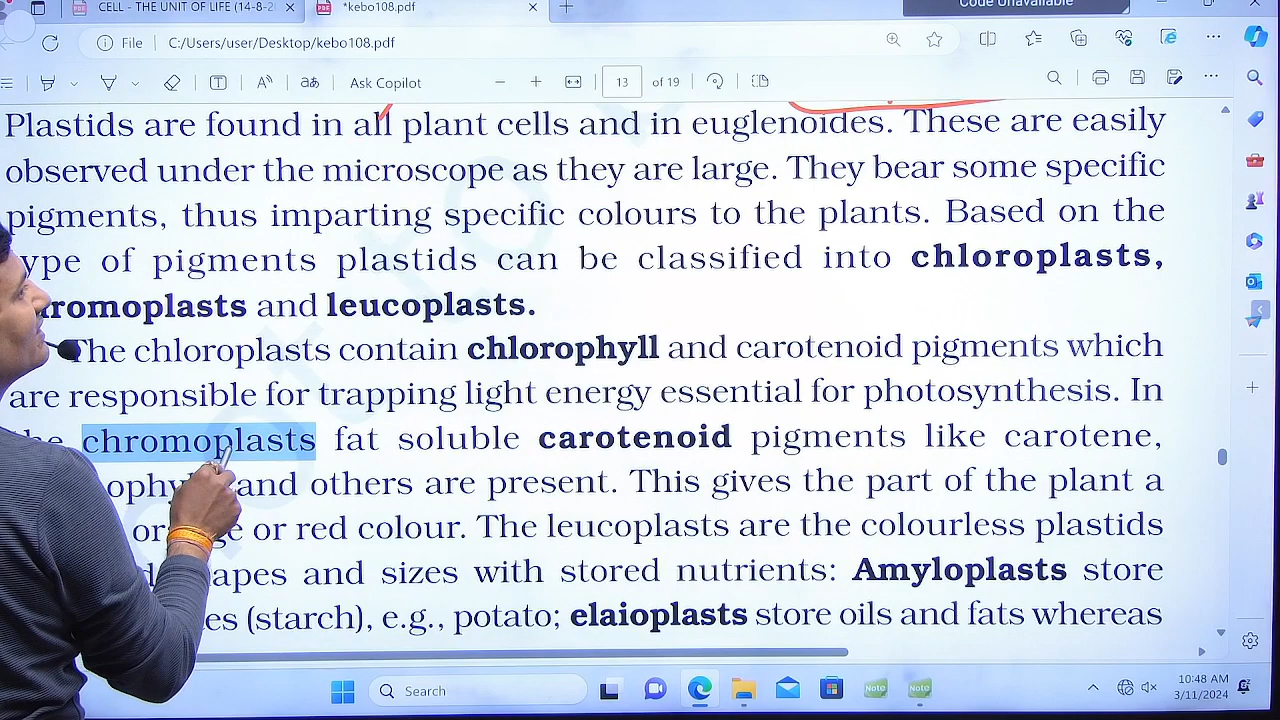 CELL - THE UNIT OF LIFE (14-8-2
*kebo108.pdf
Code Unavailable
File C:/Users/user/Desktop/kebo108.pdf
Ask Copilot 13 of 19
Plastids are found in all plant cells and in euglenoides. These are easily
observed under the microscope as they are large. They bear some specific
pigments, thus imparting specific colours to the plants. Based on the
ype of pigments plastids can be classified into chloroplasts,
romoplasts and leucoplasts.
The chloroplasts contain chlorophyll and carotenoid pigments which
are responsible for trapping light energy essential for photosynthesis. In
the chromoplasts fat soluble carotenoid pigments like carotene,
and others are present. This gives the part of the plant a
or red colour. The leucoplasts are the colourless plastids
apes and sizes with stored nutrients: Amyloplasts store
es (starch), e.g., potato; elaioplasts store oils and fats whereas
Search
Note
Note
10:48 AM
3/11/2024